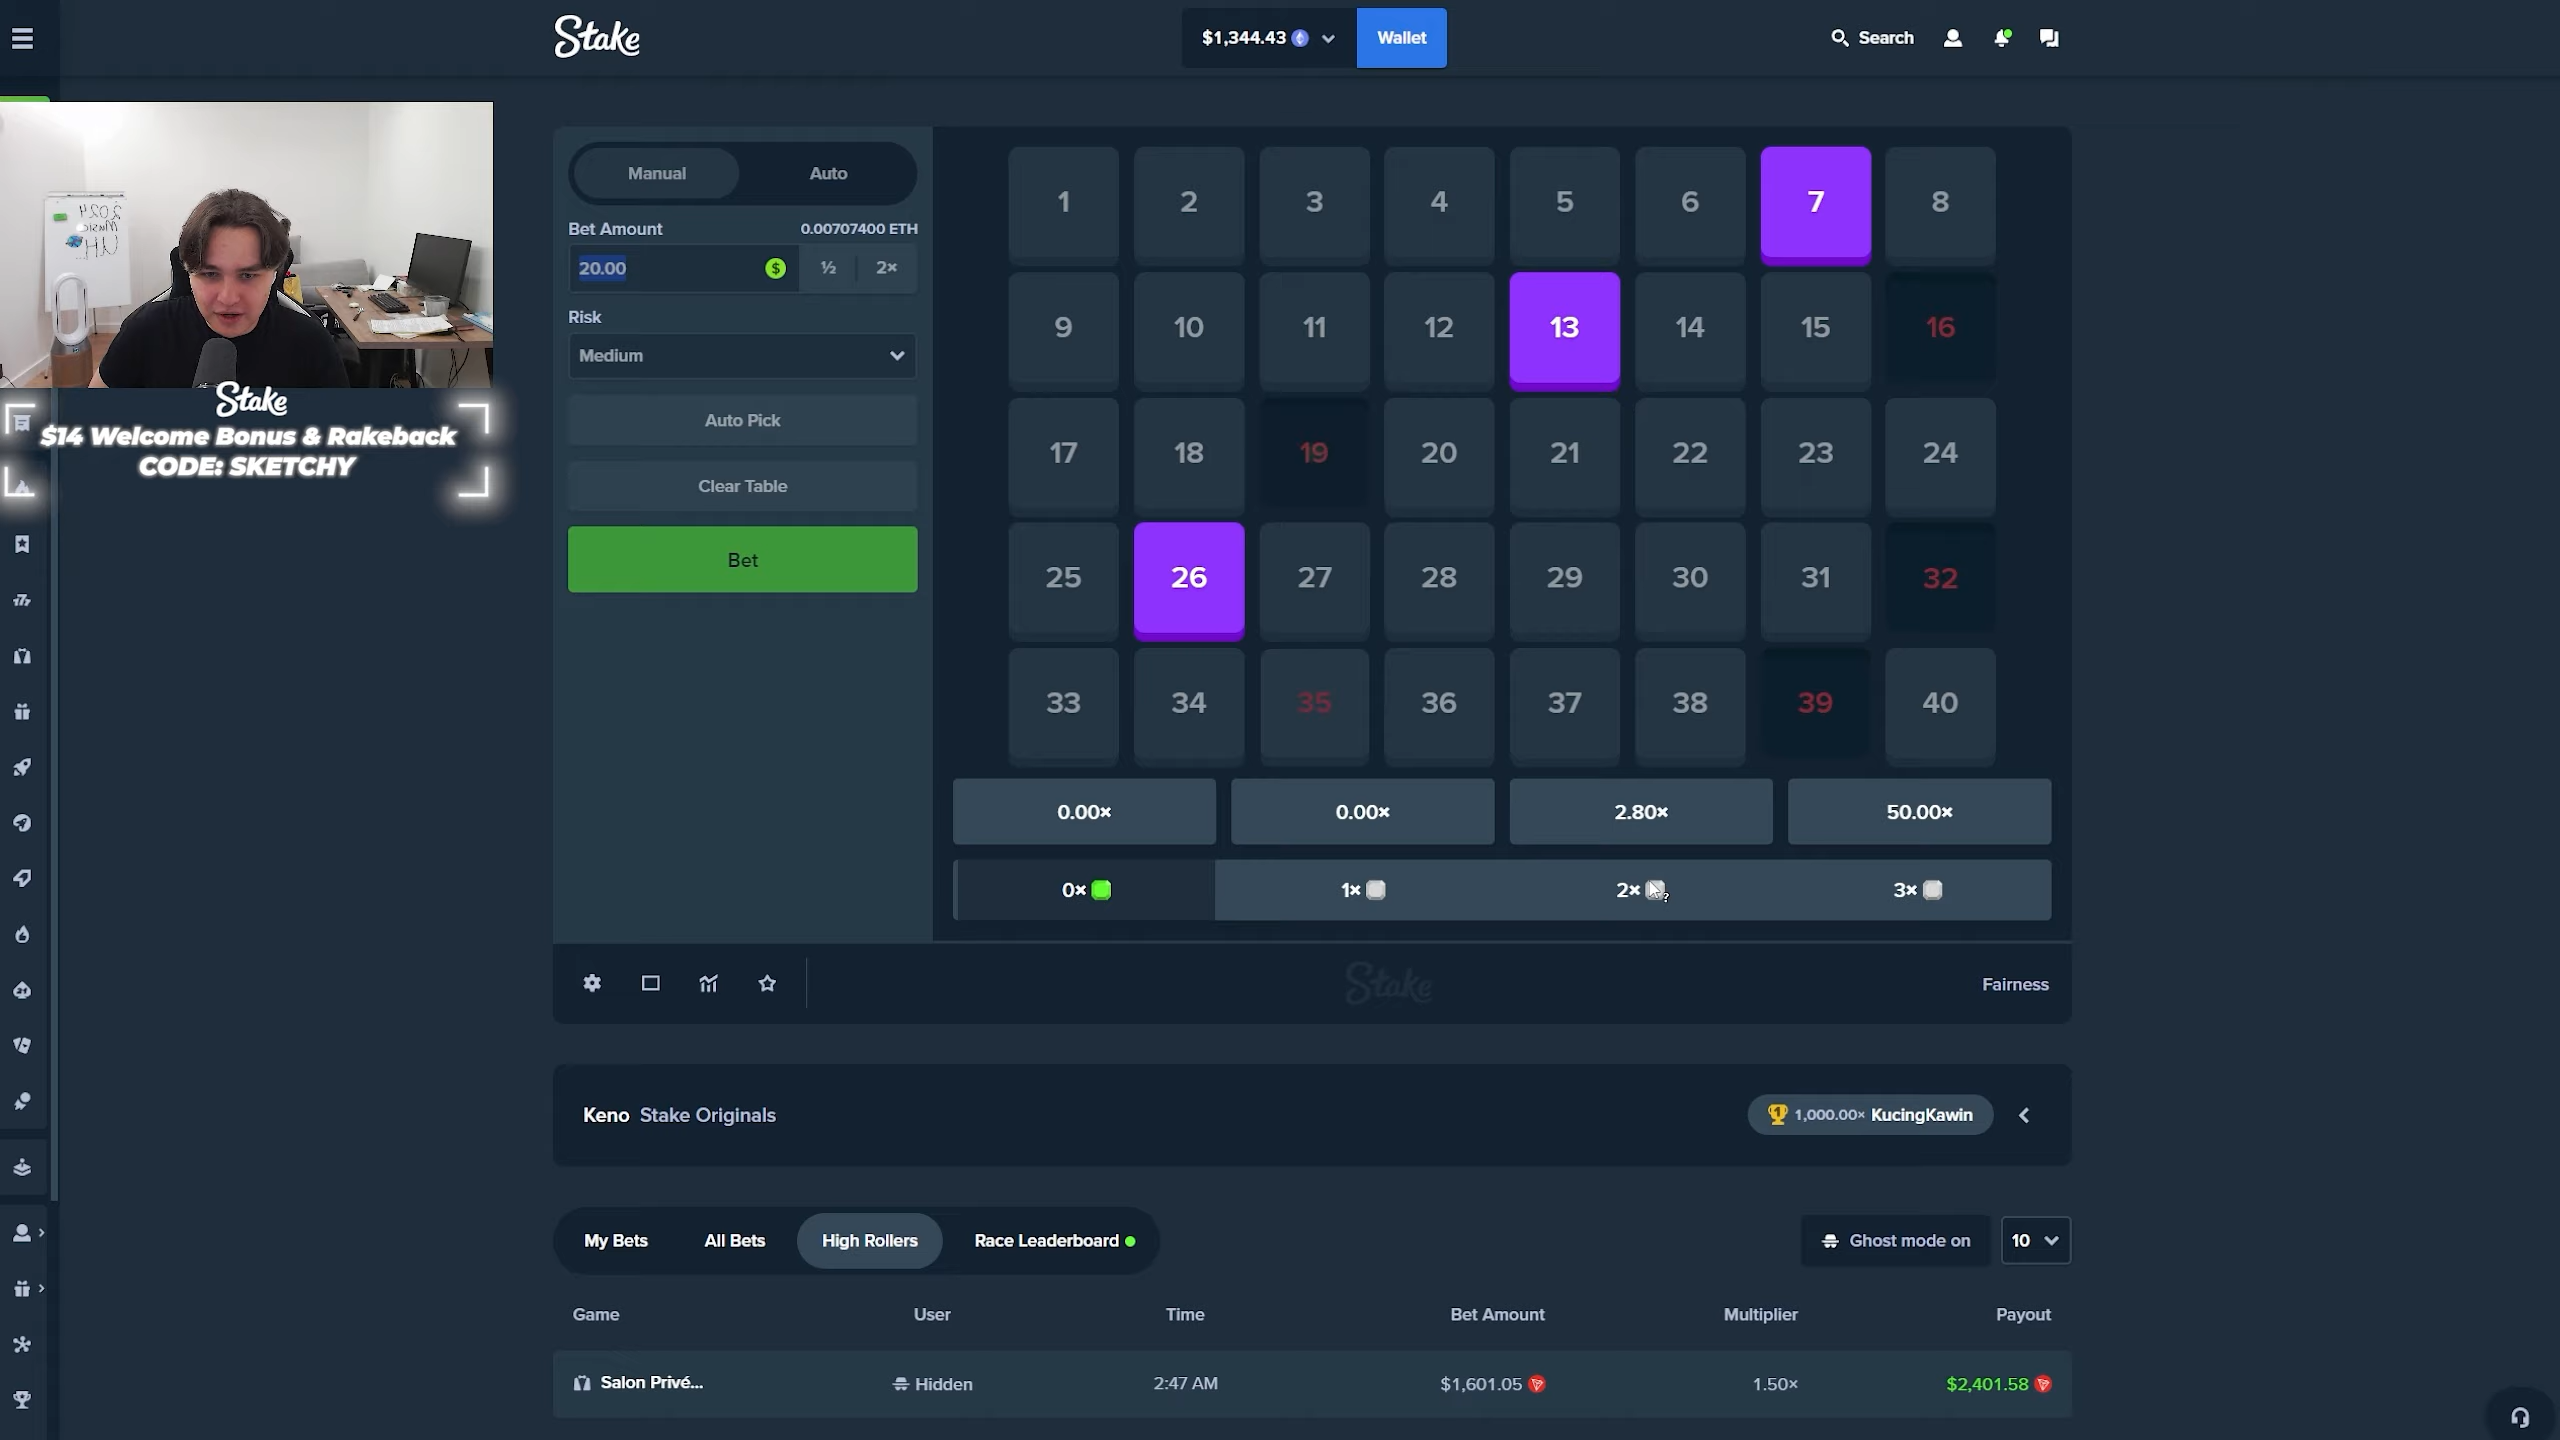 Stake
$1,344.43
Wallet
Search
Manual
Auto
Bet Amount
0.00707400 ETH
20.00
$
½
2×
Risk
Medium
Auto Pick
Clear Table
Bet
1 2 3 4 5 6 7 8
9 10 11 12 13 14 15 16
17 18 19 20 21 22 23 24
25 26 27 28 29 30 31 32
33 34 35 36 37 38 39 40
0.00× 0.00× 2.80× 50.00×
0× 1× 2× 3×
Stake
$14 Welcome Bonus & Rakeback
CODE: SKETCHY
Stake
Fairness
Keno Stake Originals
1,000.00× KucingKawin
My Bets
All Bets
High Rollers
Race Leaderboard
Ghost mode on
10
Game User Time Bet Amount Multiplier Payout
Salon Privé... Hidden 2:47 AM $1,601.05 1.50× $2,401.58